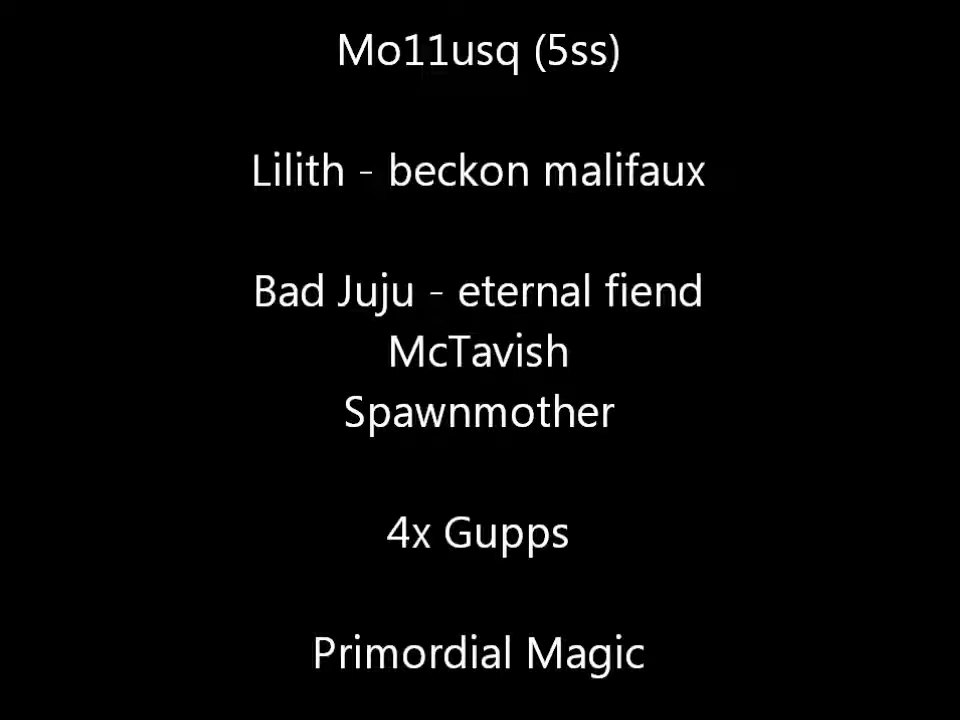 Mo11usq (5ss)
Lilith - beckon malifaux
Bad Juju - eternal fiend
McTavish
Spawnmother
4x Gupps
Primordial Magic